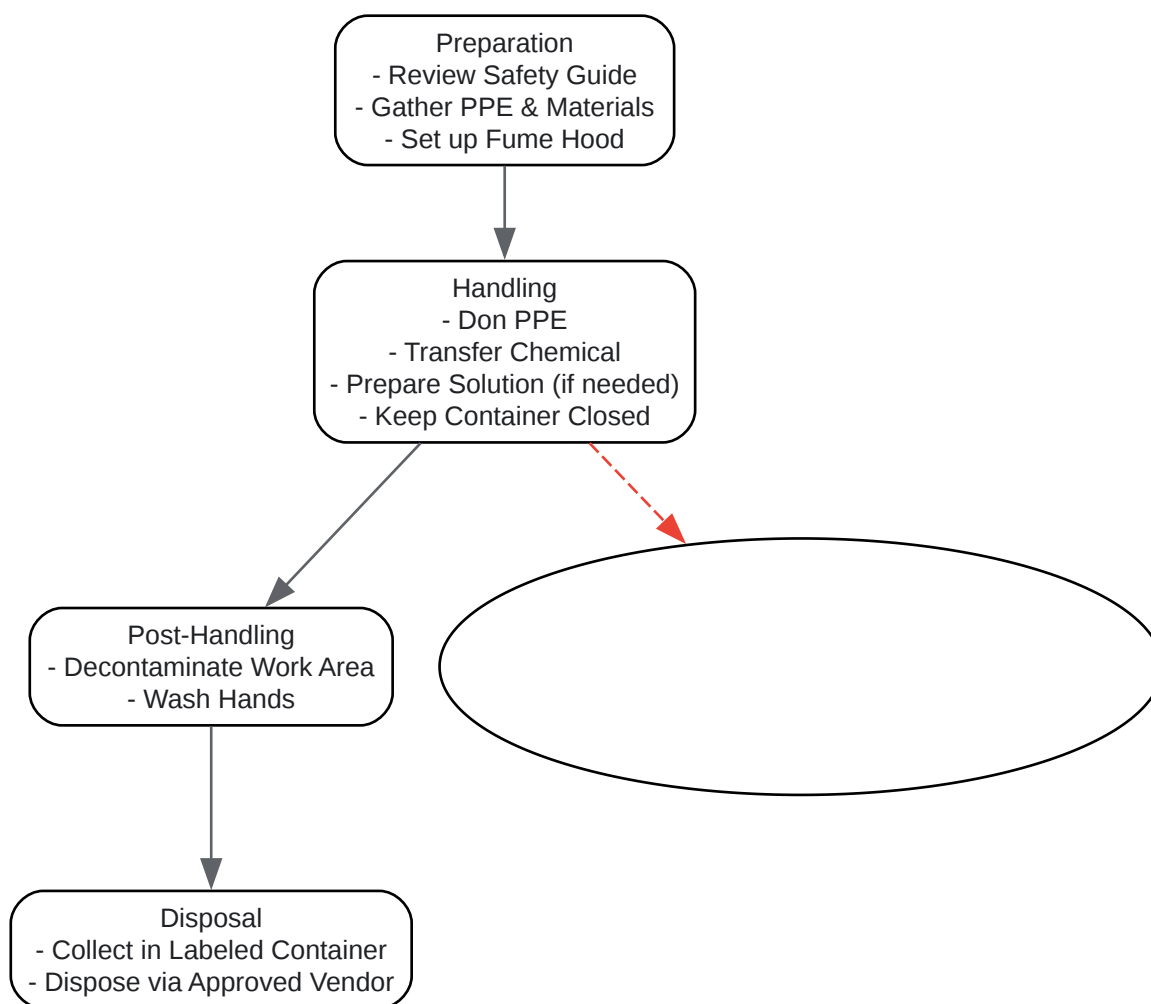 Preparation
- Review Safety Guide
- Gather PPE & Materials
- Set up Fume Hood
Handling
- Don PPE
- Transfer Chemical
- Prepare Solution (if needed)
- Keep Container Closed
Post-Handling
- Decontaminate Work Area
- Wash Hands
Disposal
- Collect in Labeled Container
- Dispose via Approved Vendor